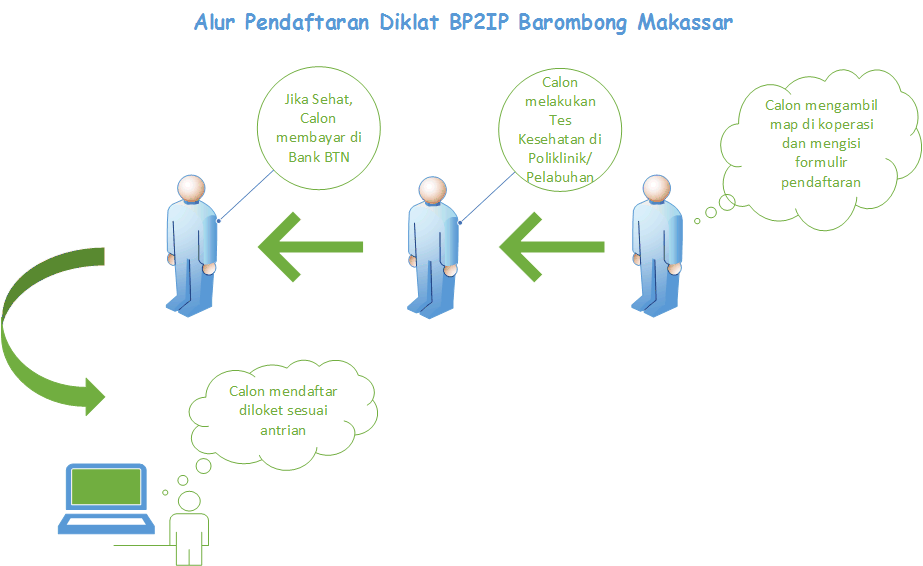 Alur Pendaftaran Diklat BP2IP Barombong Makassar
Jika Sehat,
Calon
membayar di
Bank BTN
Calon
melakukan
Tes
Kesehatan di
Poliklinik/
Pelabuhan
Calon mengambil
map di koperasi
dan mengisi
formulir
pendaftaran
Calon mendaftar
diloket sesuai
antrian